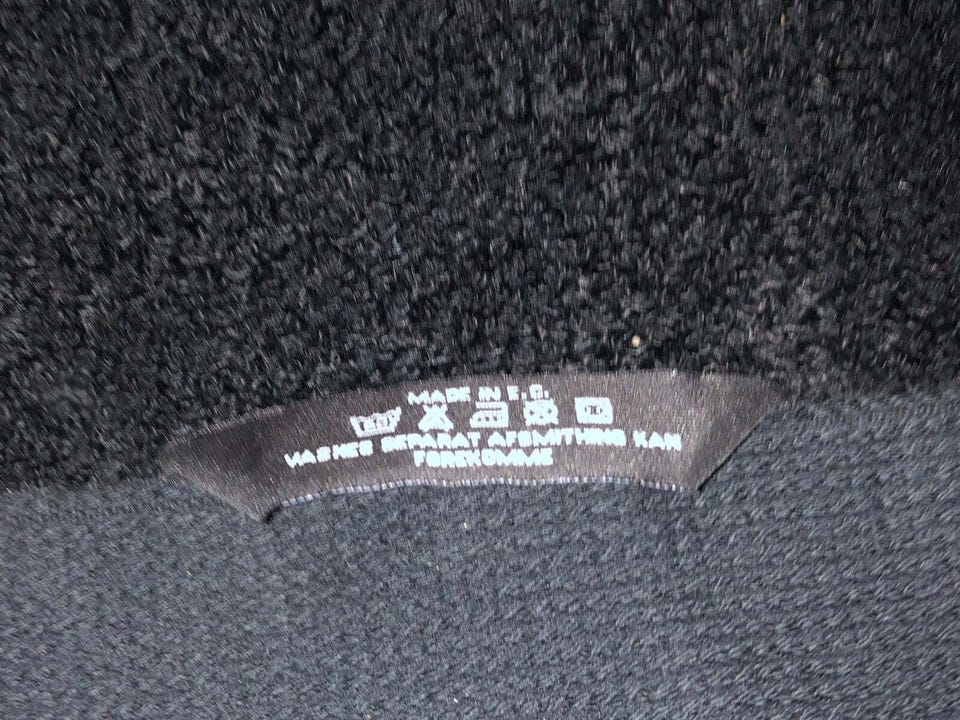 MADE IN E.C.
VASKES SEPARAT AFSMITNING KAN
FOREKOMME